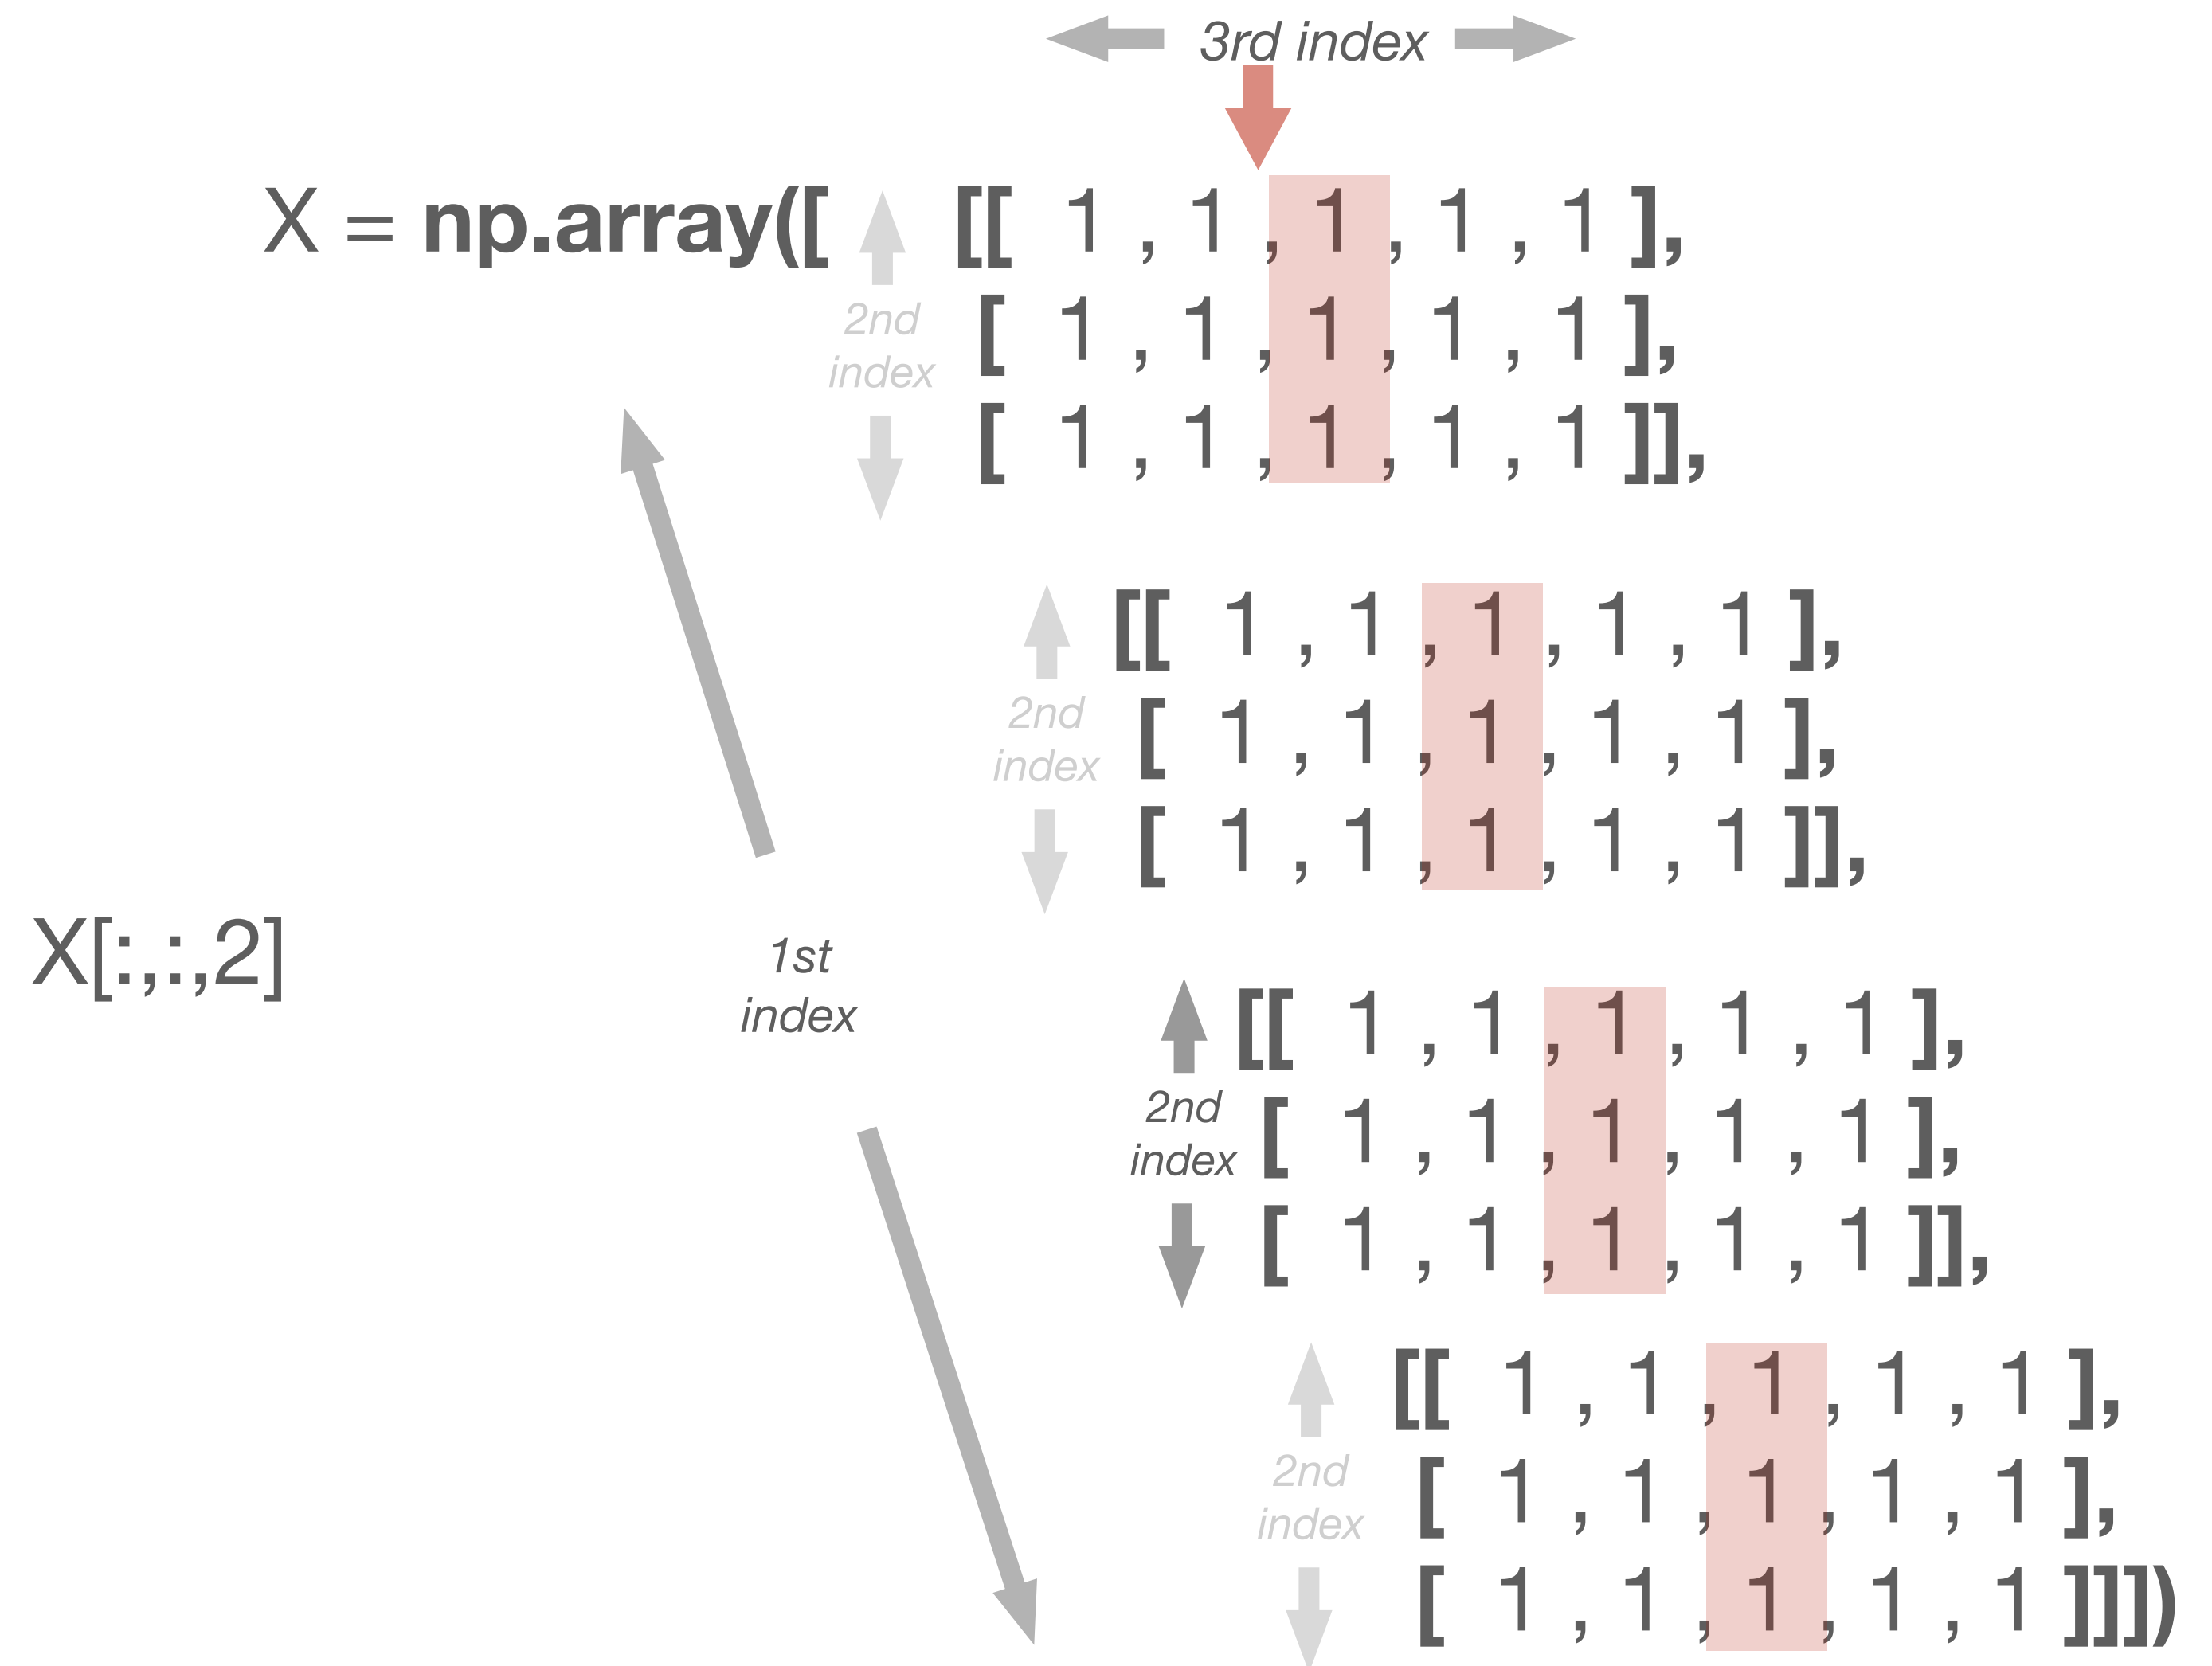 3rd index
X = np.array([ [[ 1 , 1 , 1 , 1 , 1 ],
2nd
index
[ 1 , 1 , 1 , 1 , 1 ],
[ 1 , 1 , 1 , 1 , 1 ]],
[[ 1 , 1 , 1 , 1 , 1 ],
2nd
index
[ 1 , 1 , 1 , 1 , 1 ],
[ 1 , 1 , 1 , 1 , 1 ]],
X[:,:,2]
1st
index
[[ 1 , 1 , 1 , 1 , 1 ],
2nd
index
[ 1 , 1 , 1 , 1 , 1 ],
[ 1 , 1 , 1 , 1 , 1 ]],
[[ 1 , 1 , 1 , 1 , 1 ],
2nd
index
[ 1 , 1 , 1 , 1 , 1 ],
[ 1 , 1 , 1 , 1 , 1 ]]])